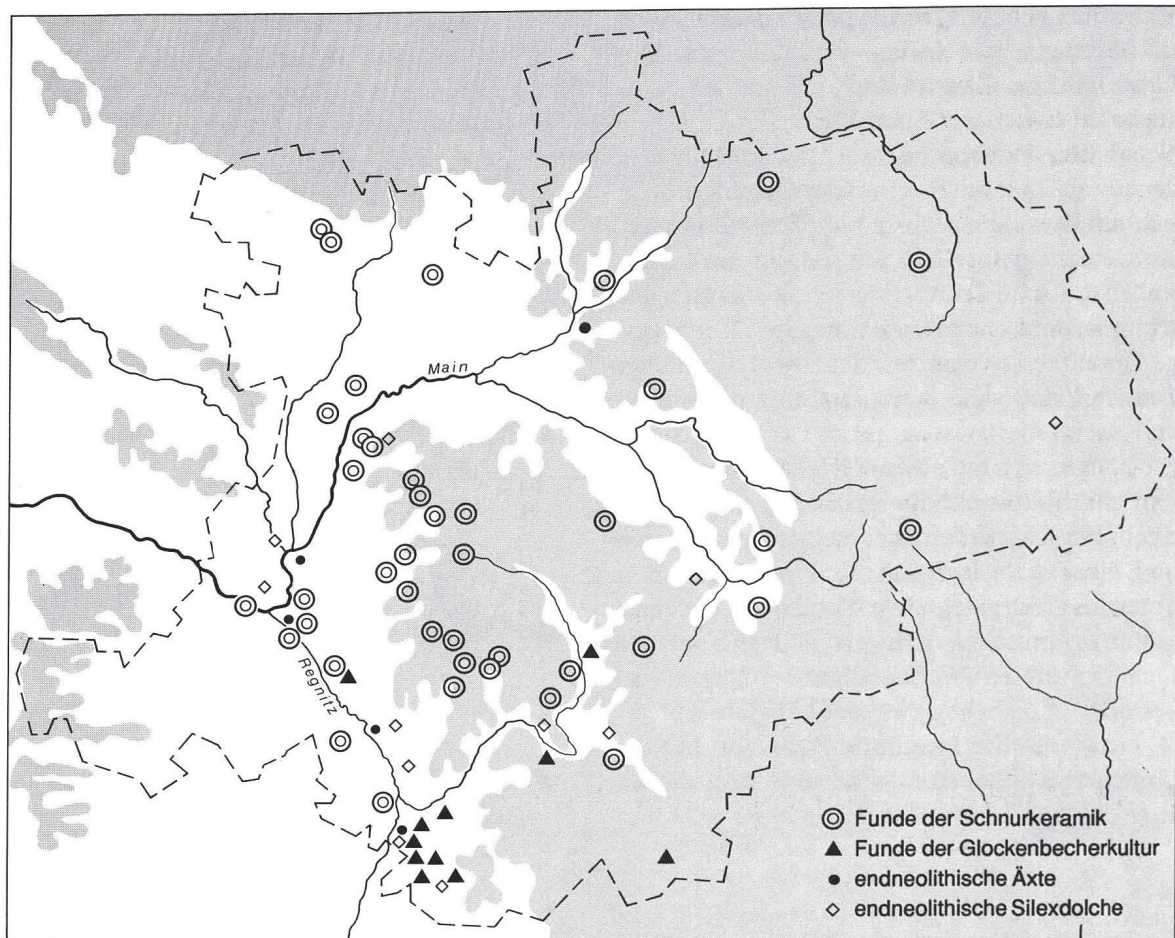 Main
Regnitz
Funde der Schnurkeramik
Funde der Glockenbecherkultur
endneolithische Äxte
endneolithische Silexdolche